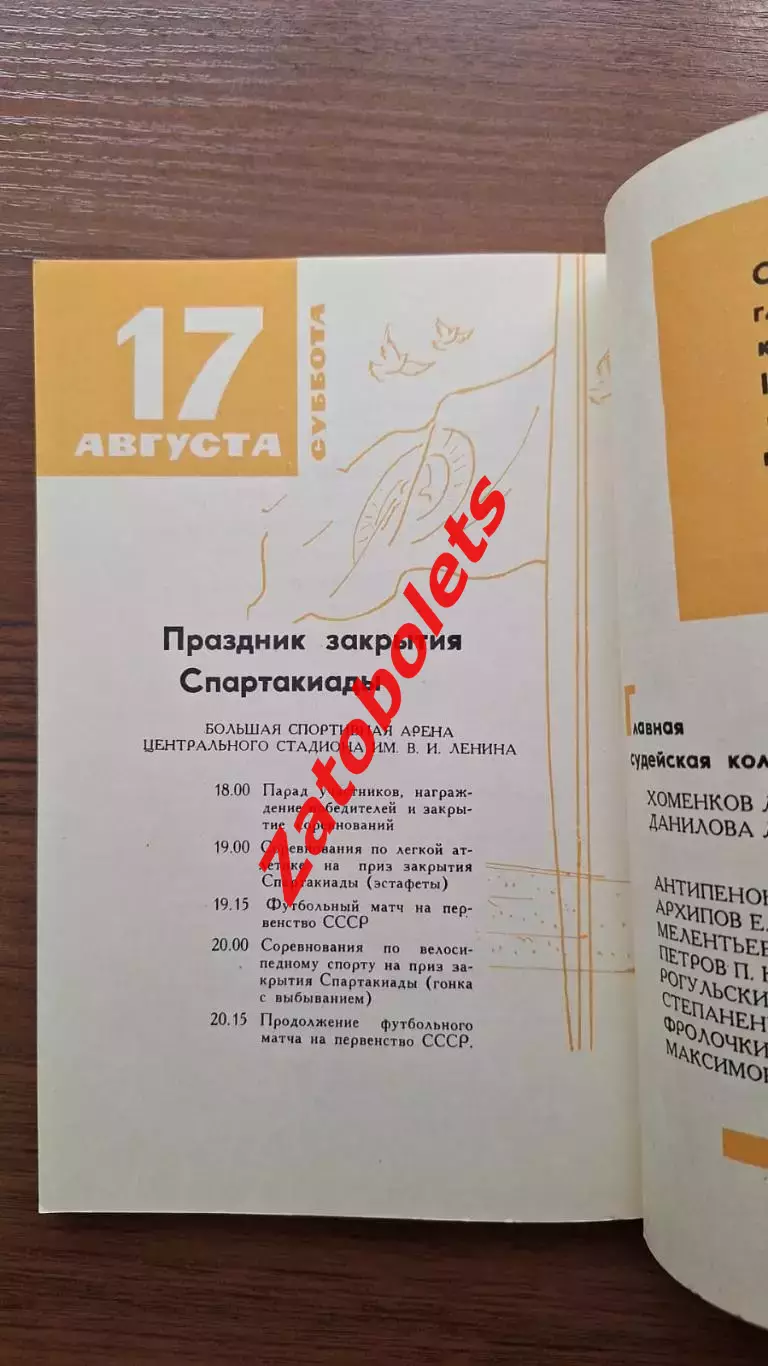 17
АВГУСТА
СУББОТА
Праздник закрытия
Спартакиады
БОЛЬШАЯ СПОРТИВНАЯ АРЕНА
ЦЕНТРАЛЬНОГО СТАДИОНА ИМ. В. И. ЛЕНИНА
18.00 Парад участников, награж
дение победителей и закры-
тие соревнований
19.00 Соревнования по легкой ат-
летике на приз закрытия
Спартакиады (эстафеты)
19.15 Футбольный матч на пер-
венство СССР
20.00 Соревнования по велоси-
педному спорту на приз за-
крытия Спартакиады (гонка
с выбыванием)
20.15 Продолжение футбольного
матча на первенство СССР.
Zatobolets
Главная
судейская кол
ХОМЕНКОВ Л
ДАНИЛОВА Л
АНТИПЕНОК
АРХИПОВ Е.
МЕЛЕНТЬЕВ
ПЕТРОВ П.
РОГУЛЬСКИ
СТЕПАНЕН
ФРОЛОЧКИ
МАКСИМО